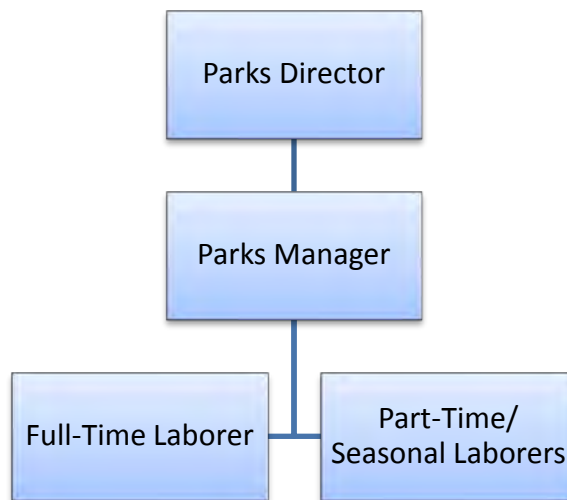 Parks Director
Parks Manager
Full-Time Laborer
Part-Time/
Seasonal Laborers